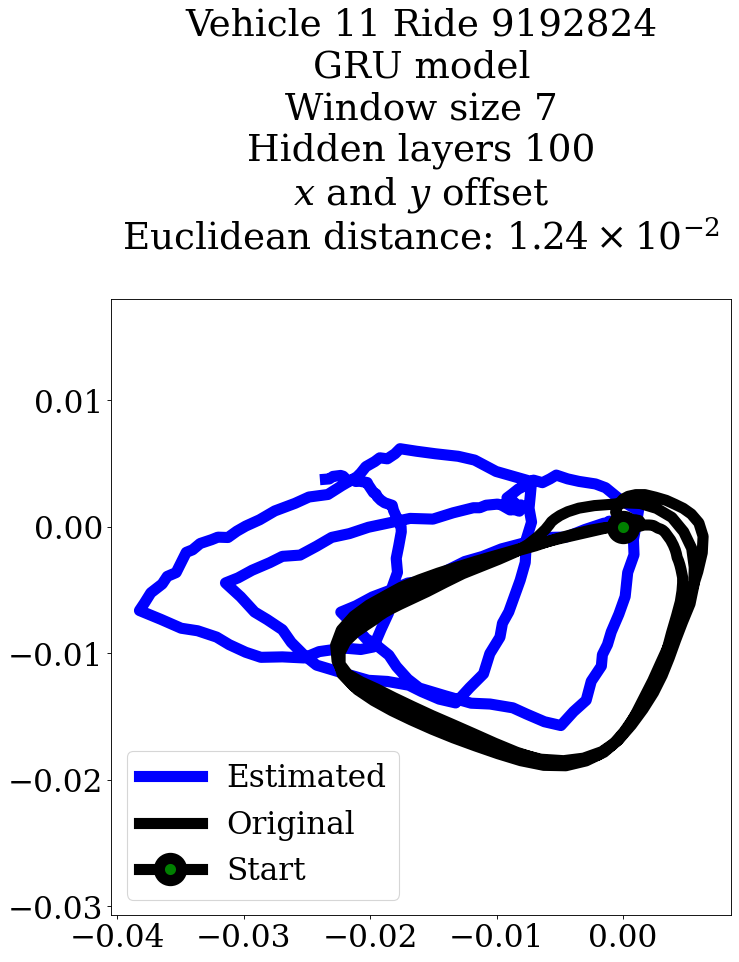 Vehicle 11 Ride 9192824
GRU model
Window size 7
Hidden layers 100
x and y offset
Euclidean distance: 1.24 × 10⁻²
0.01
0.00
−0.01
−0.02
−0.03
Estimated
Original
Start
−0.04 −0.03 −0.02 −0.01 0.00